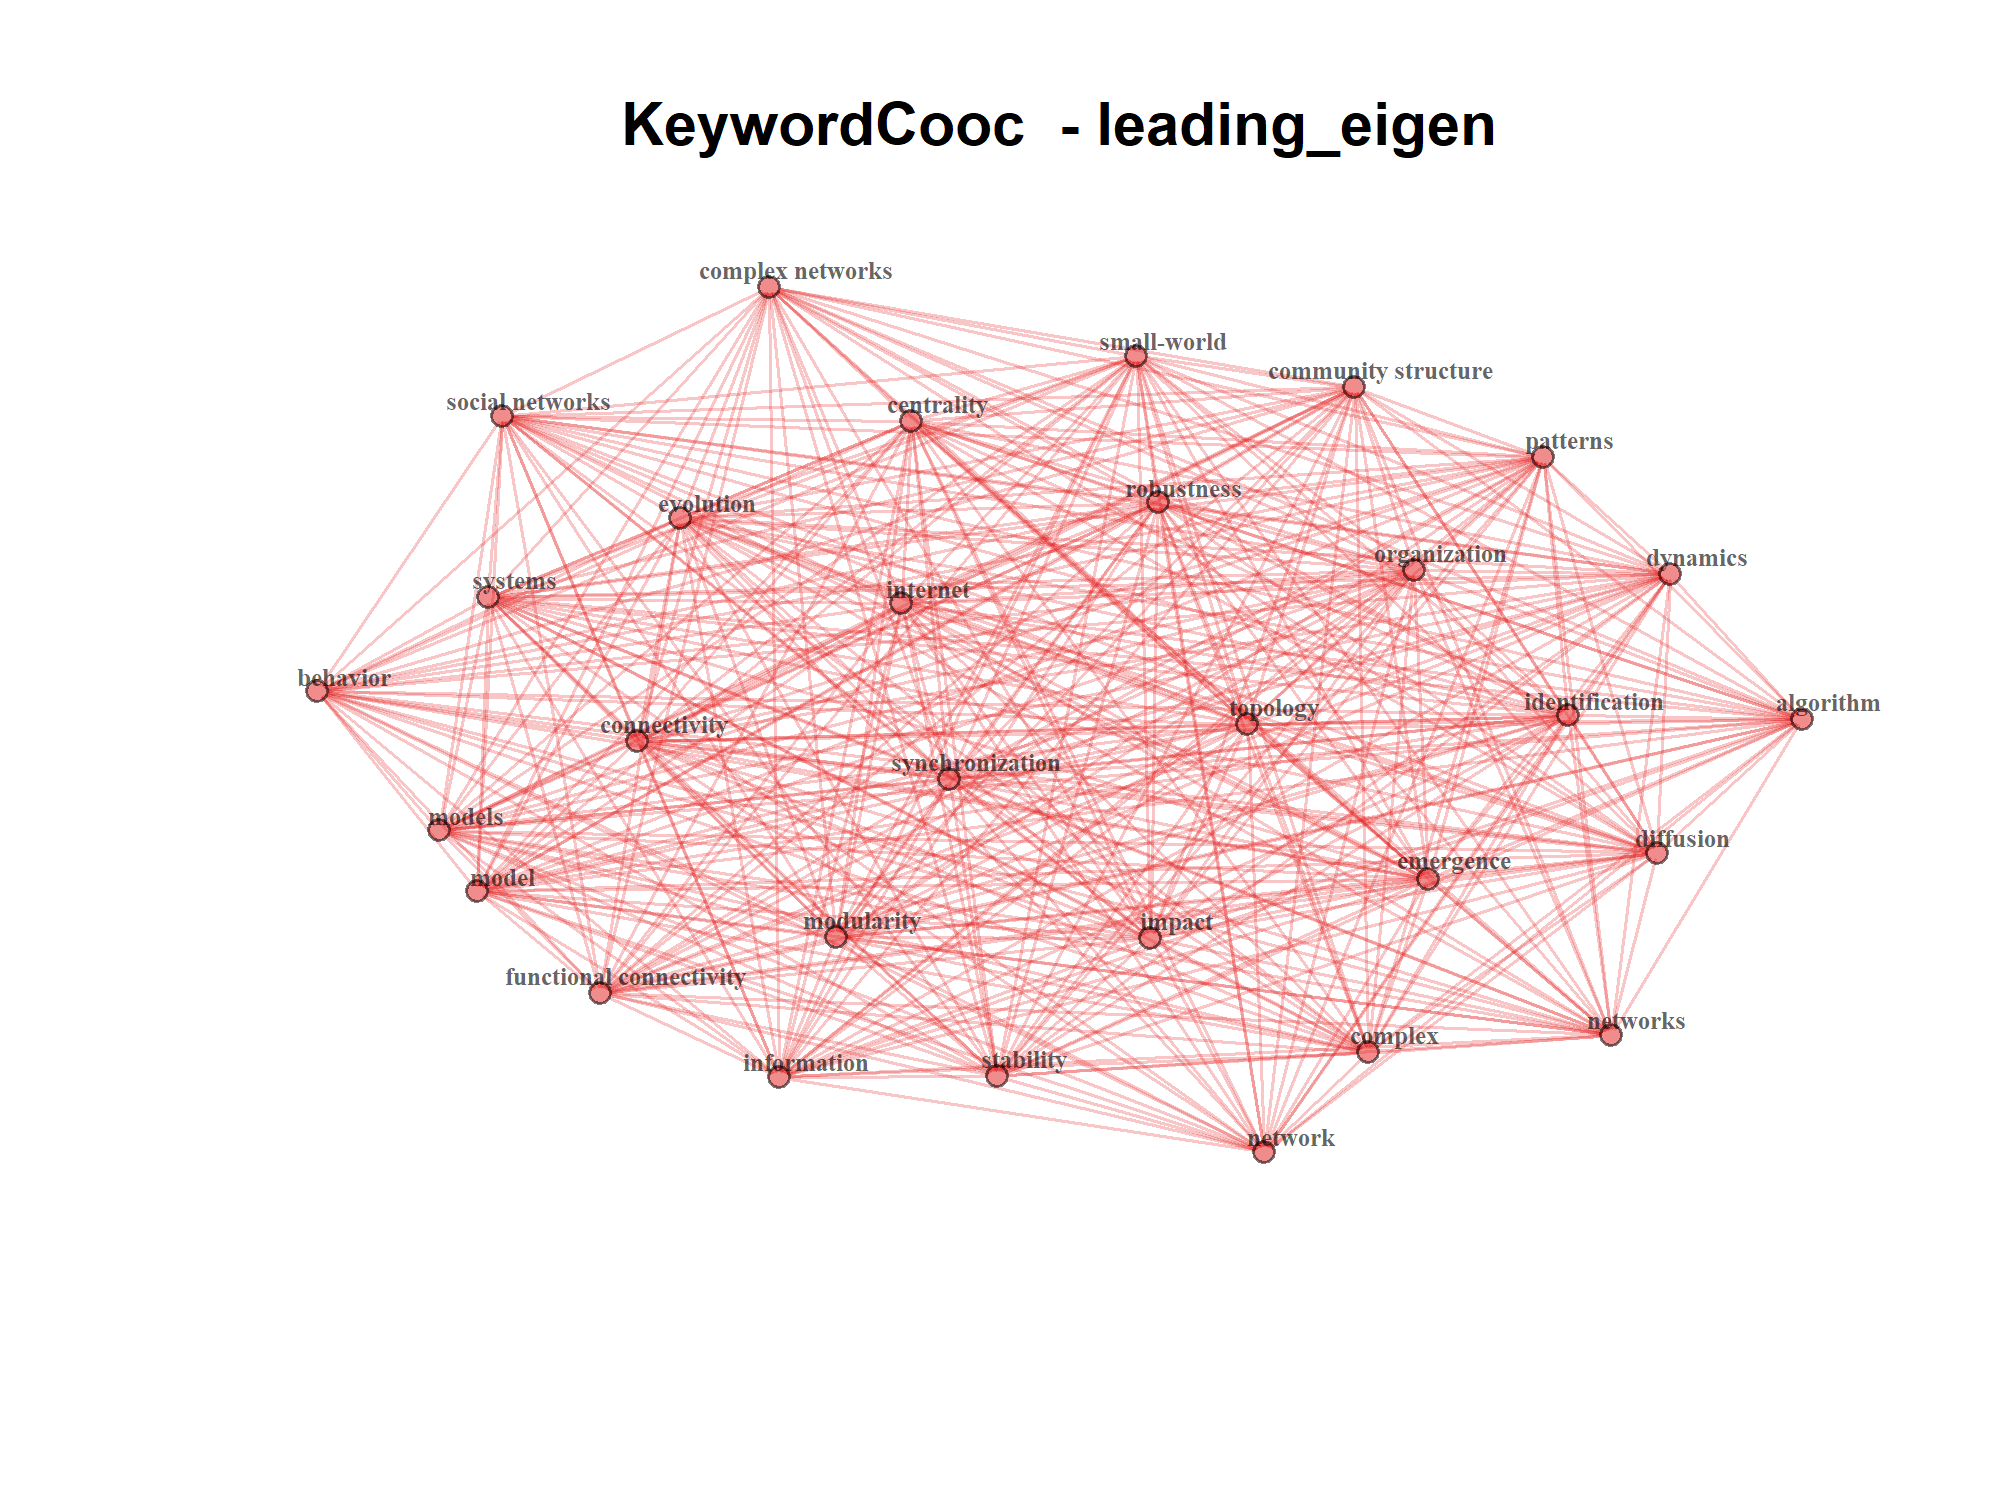 KeywordCooc  - leading_eigen
complex networks
small-world
community structure
social networks
centrality
patterns
robustness
evolution
organization
dynamics
systems
internet
behavior
identification
algorithm
topology
connectivity
synchronization
models
diffusion
emergence
model
modularity
impact
functional connectivity
networks
complex
information
stability
network